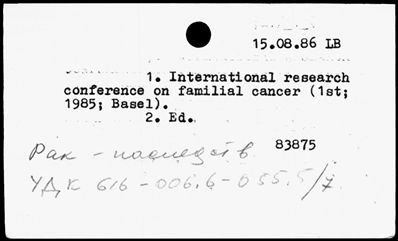 15.08.86 LB
1. International research
conference on familial cancer (1st;
1985; Basel).
2. Ed.
83875
Рак - наследств
УДК 616-006.6-055.5/7